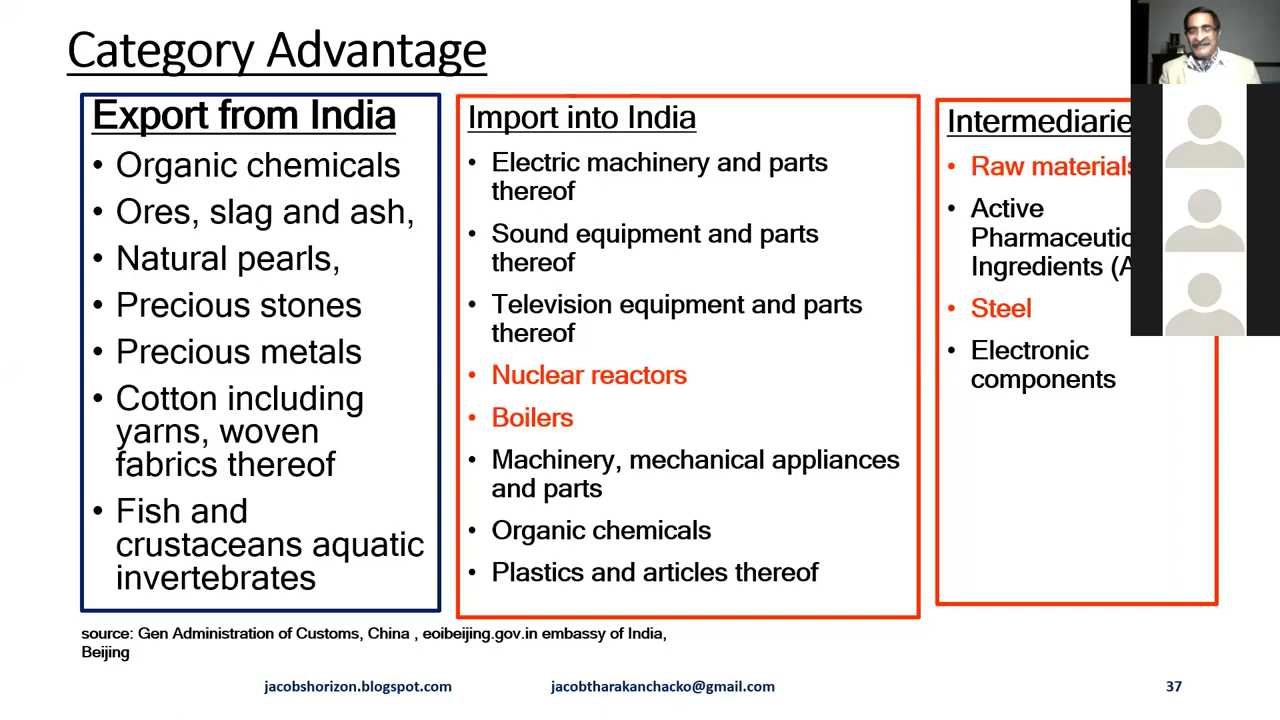 Category Advantage
Export from India
• Organic chemicals
• Ores, slag and ash,
• Natural pearls,
• Precious stones
• Precious metals
• Cotton including
yarns, woven
fabrics thereof
• Fish and
crustaceans aquatic
invertebrates
Import into India
• Electric machinery and parts
thereof
• Sound equipment and parts
thereof
• Television equipment and parts
thereof
• Nuclear reactors
• Boilers
• Machinery, mechanical appliances
and parts
• Organic chemicals
• Plastics and articles thereof
• Raw materials
• Active
Ingredients
• Steel
• Electronic
components
source: Gen Administration of Customs, China , eoibeijing.gov.in embassy of India,
Beijing
jacobshorizon.blogspot.com
jacobtharakanchacko@gmail.com
37